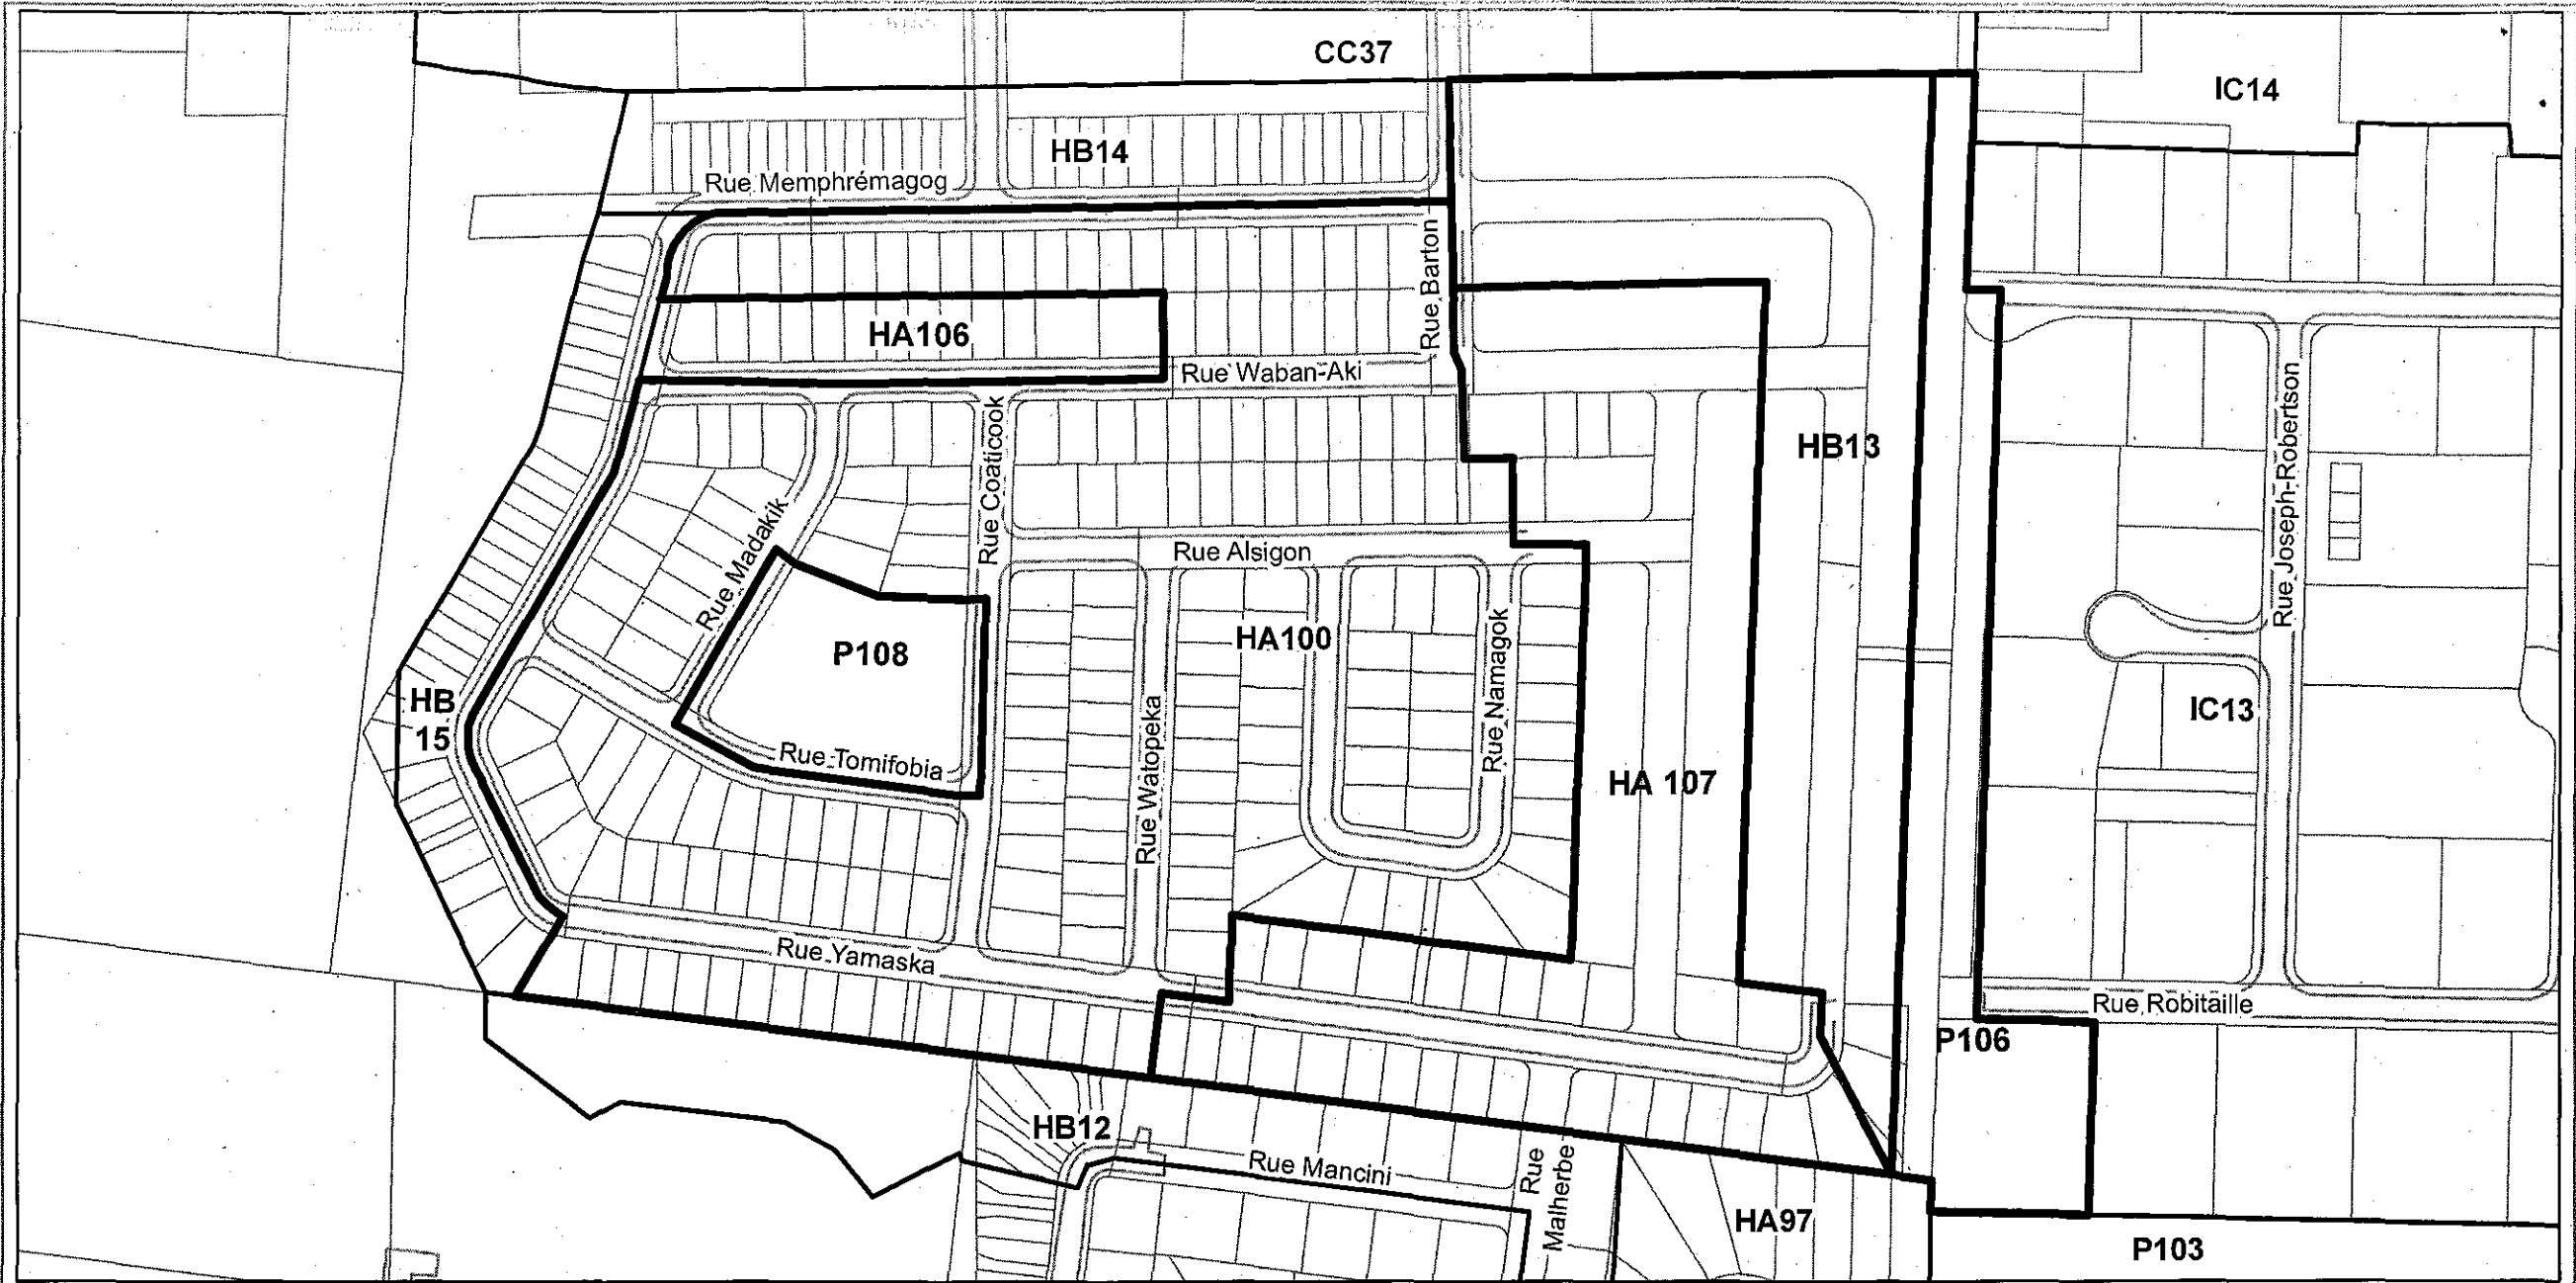 CC37
IC14
HB14
Rue Memphrémagog
Rue Barton
HA106
Rue Waban-Aki
Rue Coaticook
HB13
Rue Joseph-Robertson
Rue Madakik
Rue Alsigon
HA100
P108
Rue Namagok
HB
15
IC13
Rue Tomifobia
Rue Watopeka
HA 107
Rue Yamaska
Rue Robitaille
P106
HB12
Rue Mancini
Rue
Malherbe
HA97
P103